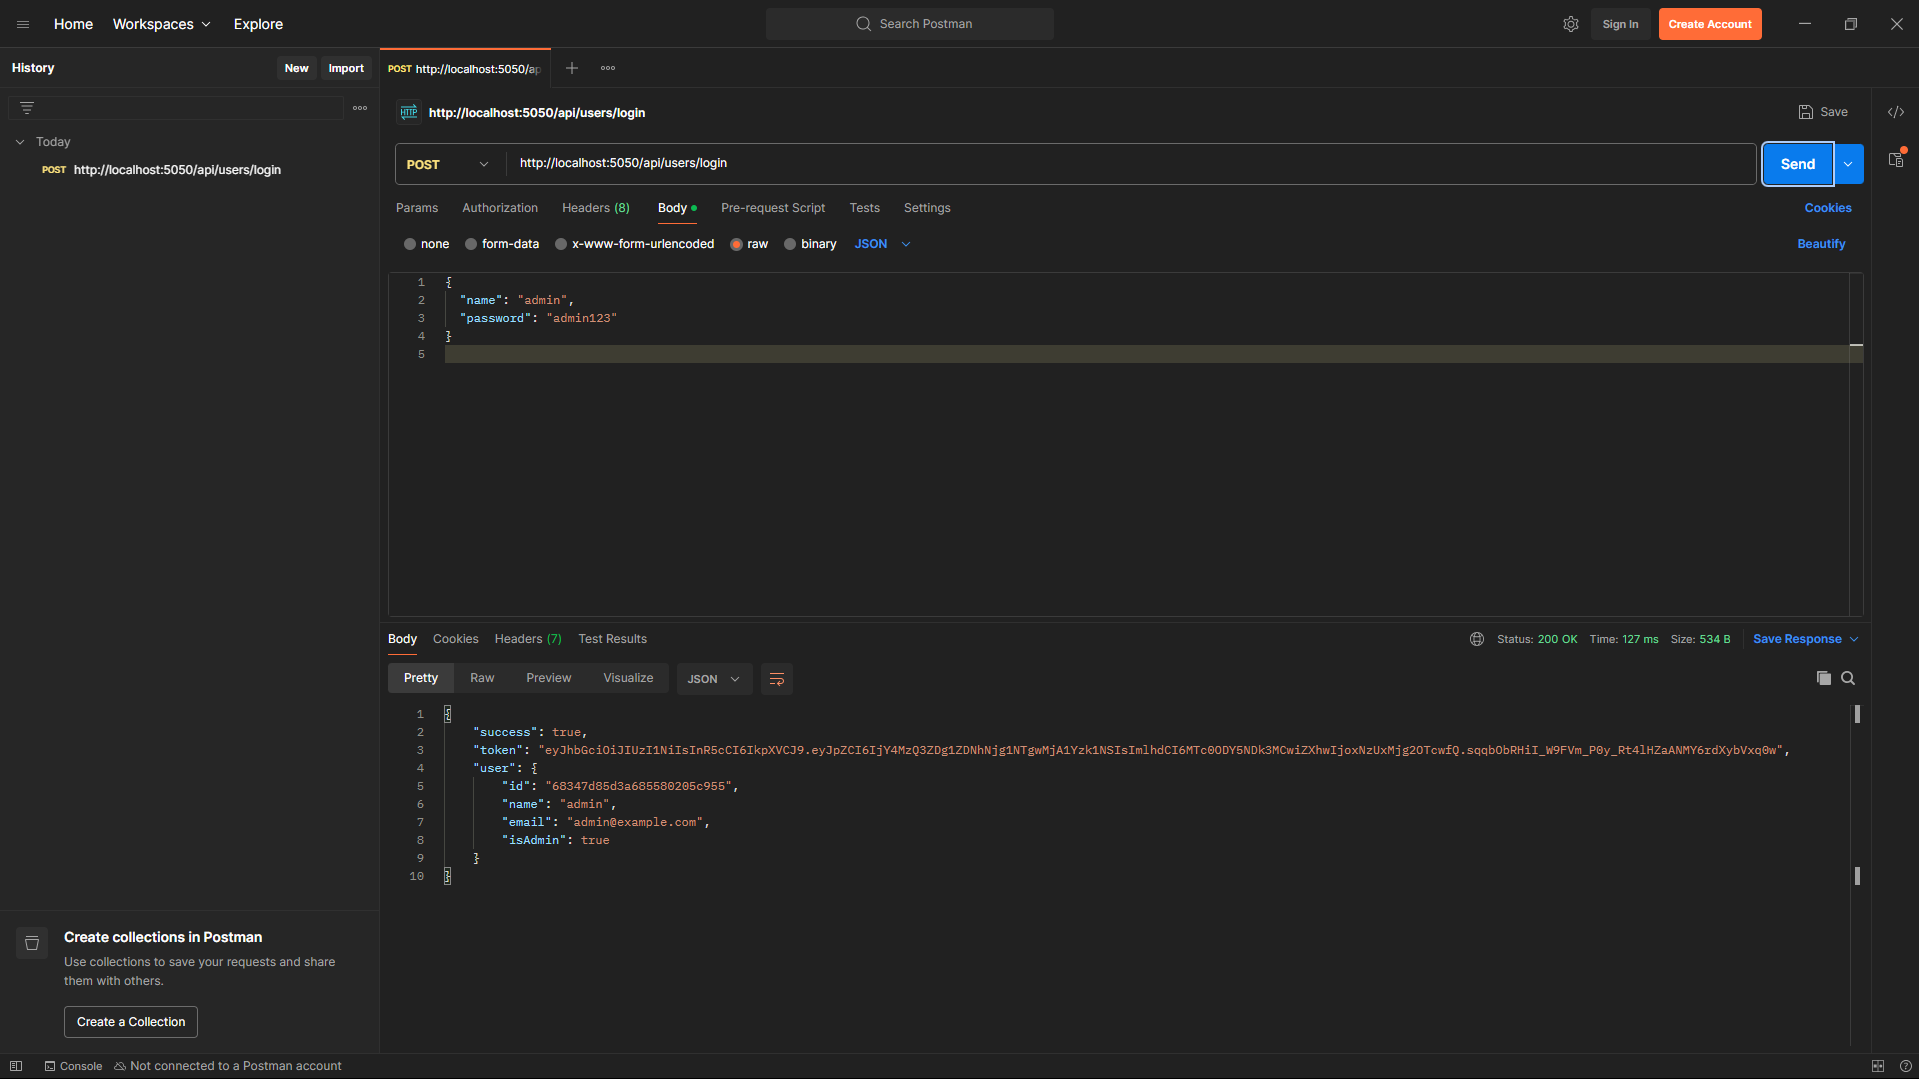 Home Workspaces Explore
Search Postman
Sign In Create Account
History New Import
POST http://localhost:5050/ap
Today
POST http://localhost:5050/api/users/login
HTTP http://localhost:5050/api/users/login
Save
POST http://localhost:5050/api/users/login
Send
Params Authorization Headers (8) Body Pre-request Script Tests Settings
Cookies
none form-data x-www-form-urlencoded raw binary JSON
Beautify
1 {
2 "name": "admin",
3 "password": "admin123"
4 }
5
Body Cookies Headers (7) Test Results
Status: 200 OK Time: 127 ms Size: 534 B Save Response
Pretty Raw Preview Visualize JSON
1 {
2 "success": true,
3 "token": "eyJhbGciOiJIUzI1NiIsInR5cCI6IkpXVCJ9.eyJpZCI6IjY4MzQ3ZDg1ZDNhNjg1NTgwMjA1Yzk1NSIsImlhdCI6MTc0ODY5NDk3MCwiZXhwIjoxNzUxMjg2OTcwfQ.sqqbObRHiI_W9FVm_P0y_Rt4lHZaANMY6rdXybVxq0w",
4 "user": {
5 "id": "68347d85d3a685580205c955",
6 "name": "admin",
7 "email": "admin@example.com",
8 "isAdmin": true
9 }
10 }
Create collections in Postman
Use collections to save your requests and share
them with others.
Create a Collection
Console Not connected to a Postman account